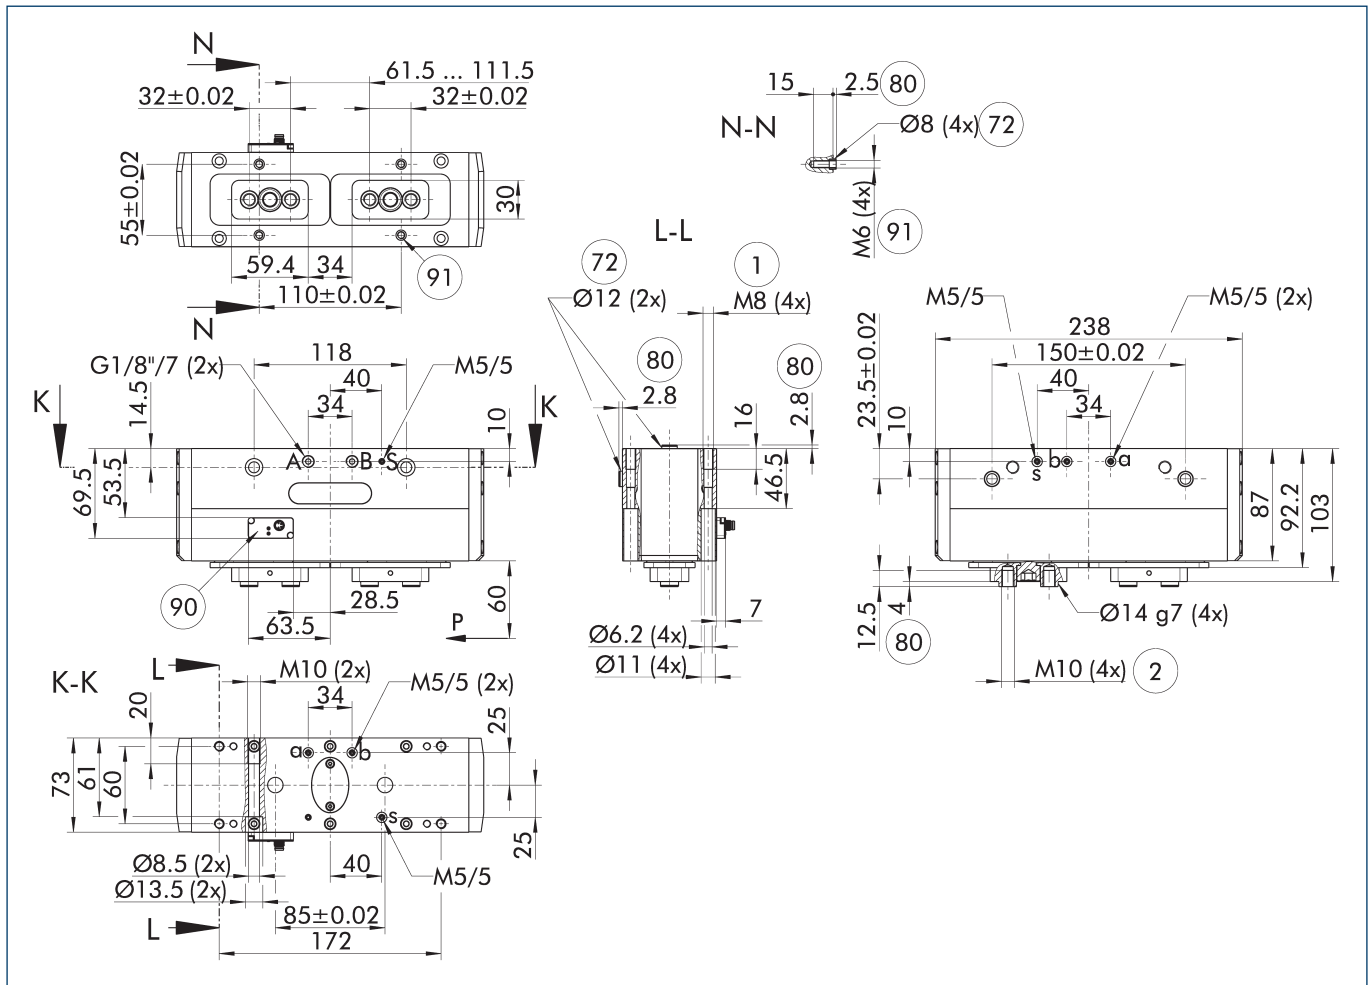 N
61.5 ... 111.5
32±0.02
32±0.02
55±0.02
30
59.4
34
91
110±0.02
N
15
2.5
80
N-N
Ø8 (4x)
72
M6 (4x)
91
L-L
72
1
Ø12 (2x)
M8 (4x)
80
2.8
80
2.8
16
46.5
7
Ø6.2 (4x)
Ø11 (4x)
G1/8"/7 (2x)
118
M5/5
40
34
14.5
10
K
K
A
B
S
69.5
53.5
90
28.5
63.5
60
P
M5/5
M5/5 (2x)
238
150±0.02
40
34
23.5±0.02
10
s
b
a
87
92.2
103
12.5
4
80
Ø14 g7 (4x)
M10 (4x)
2
K-K
L
M10 (2x)
M5/5 (2x)
34
20
25
a
b
73
61
60
s
25
Ø8.5 (2x)
40
M5/5
Ø13.5 (2x)
85±0.02
L
172